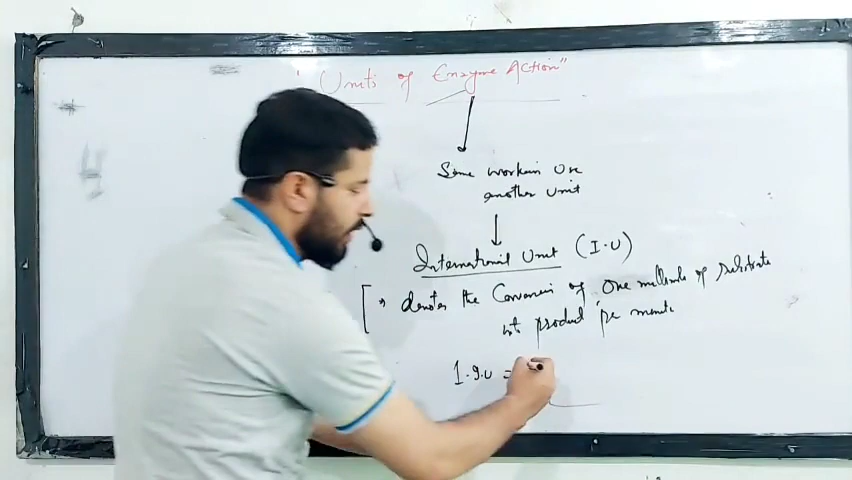 "Units of Enzyme Action"
Some workers use
another unit
International Unit (I.U)
" denotes the Conversion of one millimole of substrate
into product per minute
1.I.U =